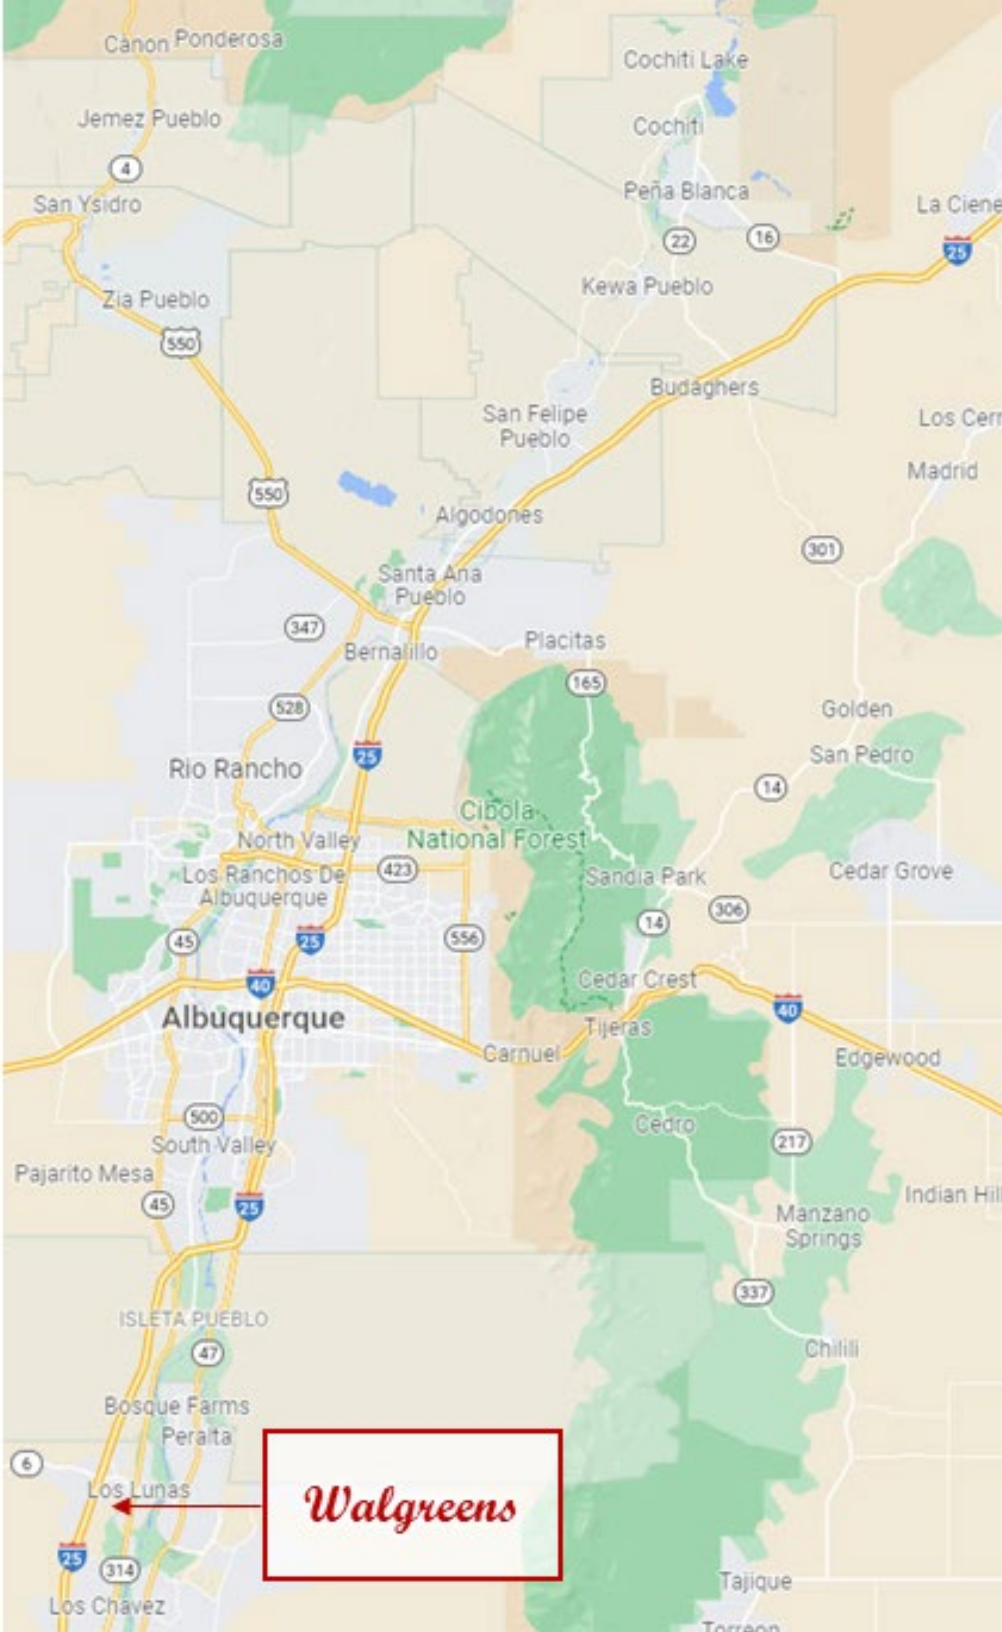 Canon
Ponderosa
Cochiti Lake
Jemez Pueblo
Cochiti
4
Peña Blanca
San Ysidro
La Ciene
22
16
25
Kewa Pueblo
Zia Pueblo
550
Budaghers
San Felipe
Pueblo
Los Cerr
Madrid
550
Algodones
301
Santa Ana
Pueblo
347
Placitas
Bernalillo
165
528
Golden
25
San Pedro
Rio Rancho
14
Cibola
National Forest
North Valley
423
Los Ranchos De
Albuquerque
Sandia Park
Cedar Grove
306
14
45
25
556
40
Cedar Crest
40
Albuquerque
Tijeras
Carnuel
Edgewood
500
Cedro
South Valley
217
Pajarito Mesa
45
25
Indian Hil
Manzano
Springs
337
ISLETA PUEBLO
47
Chilili
Bosque Farms
Peralta
6
Los Lunas
Walgreens
25
314
Tajique
Los Chavez
Torreon